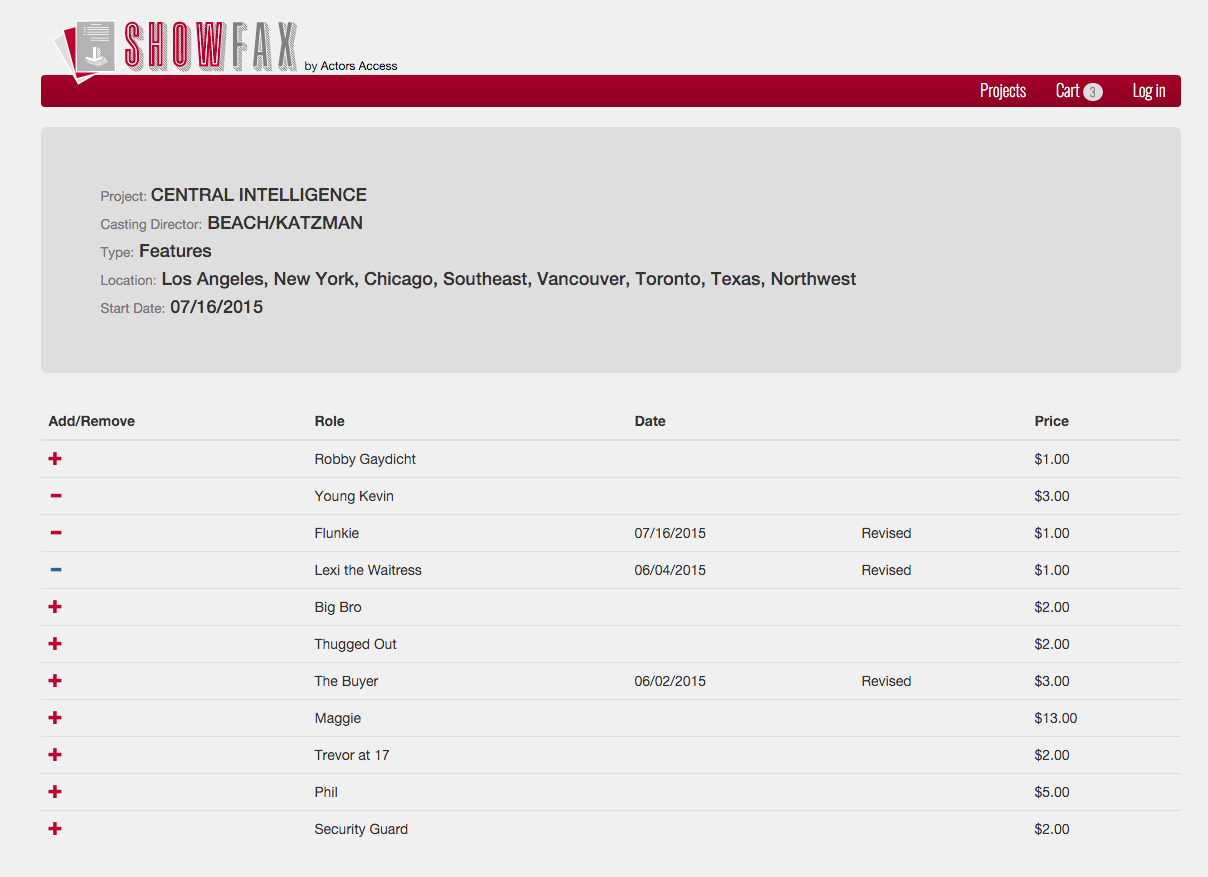 SHOWFAX by Actors Access
Projects Cart 3 Log in
Project: CENTRAL INTELLIGENCE
Casting Director: BEACH/KATZMAN
Type: Features
Location: Los Angeles, New York, Chicago, Southeast, Vancouver, Toronto, Texas, Northwest
Start Date: 07/16/2015
Add/Remove Role Date Price
Robby Gaydicht $1.00
Young Kevin $3.00
Flunkie 07/16/2015 Revised $1.00
Lexi the Waitress 06/04/2015 Revised $1.00
Big Bro $2.00
Thugged Out $2.00
The Buyer 06/02/2015 Revised $3.00
Maggie $13.00
Trevor at 17 $2.00
Phil $5.00
Security Guard $2.00